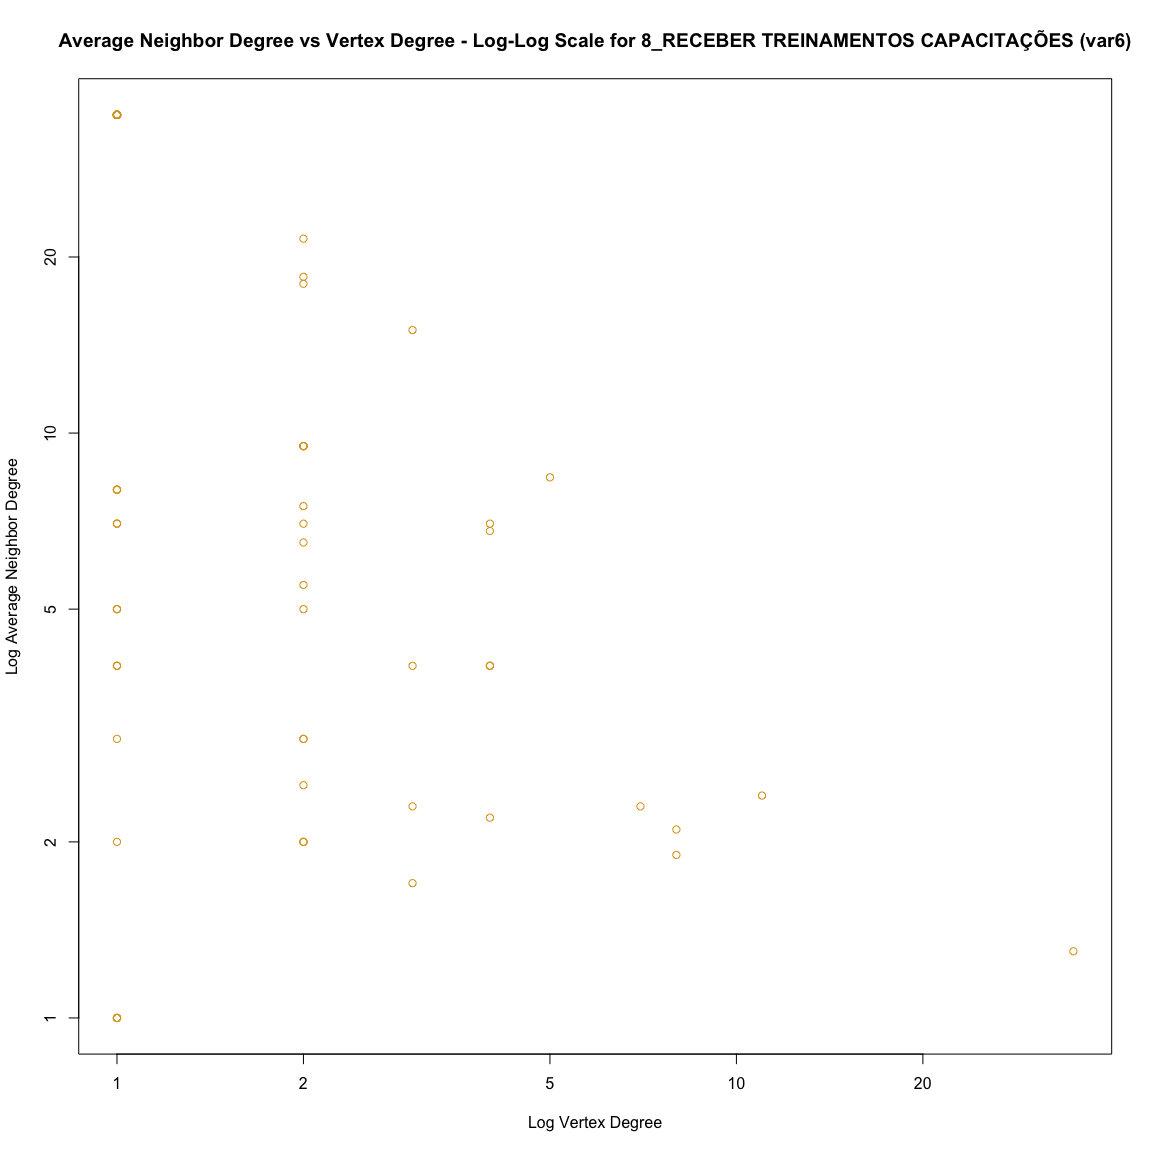 Average Neighbor Degree vs Vertex Degree - Log-Log Scale for 8_RECEBER TREINAMENTOS CAPACITAÇÕES (var6)
20
10
5
2
1
Log Average Neighbor Degree
1 2 5 10 20
Log Vertex Degree